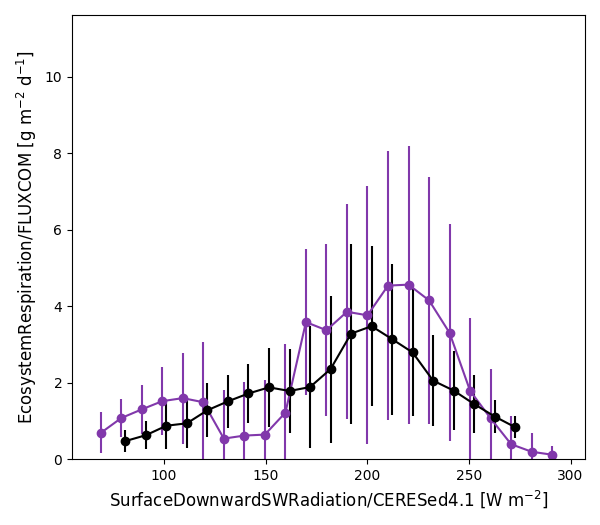 EcosystemRespiration/FLUXCOM [g m⁻² d⁻¹]
10
8
6
4
2
0
100 150 200 250 300
SurfaceDownwardSWRadiation/CERESed4.1 [W m⁻²]